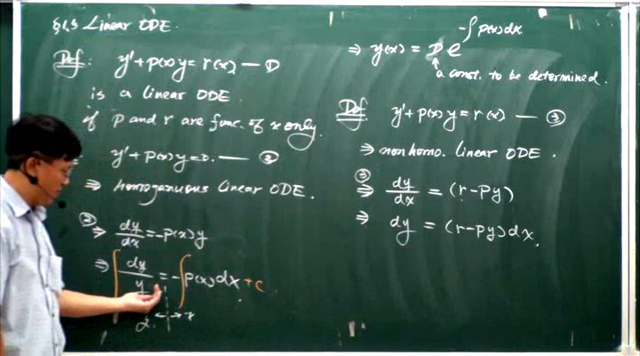 §1.3 Linear ODE.
Def: y' + p(x)y = r(x) — ①
is a linear ODE
if p and r are func. of x only.
y' + p(x)y = 0. — ②
⇒ homoganuous linear ODE.
② ⇒ dy/dx = -p(x)y
⇒ ∫ dy/y = -∫ p(x)dx + c
⇒ y(x) = D e^{-∫p(x)dx}
a const. to be determined.
Def: y' + p(x)y = r(x) — ③
⇒ nonhomo. linear ODE.
③ ⇒ dy/dx = (r-py)
⇒ dy = (r-py)dx.